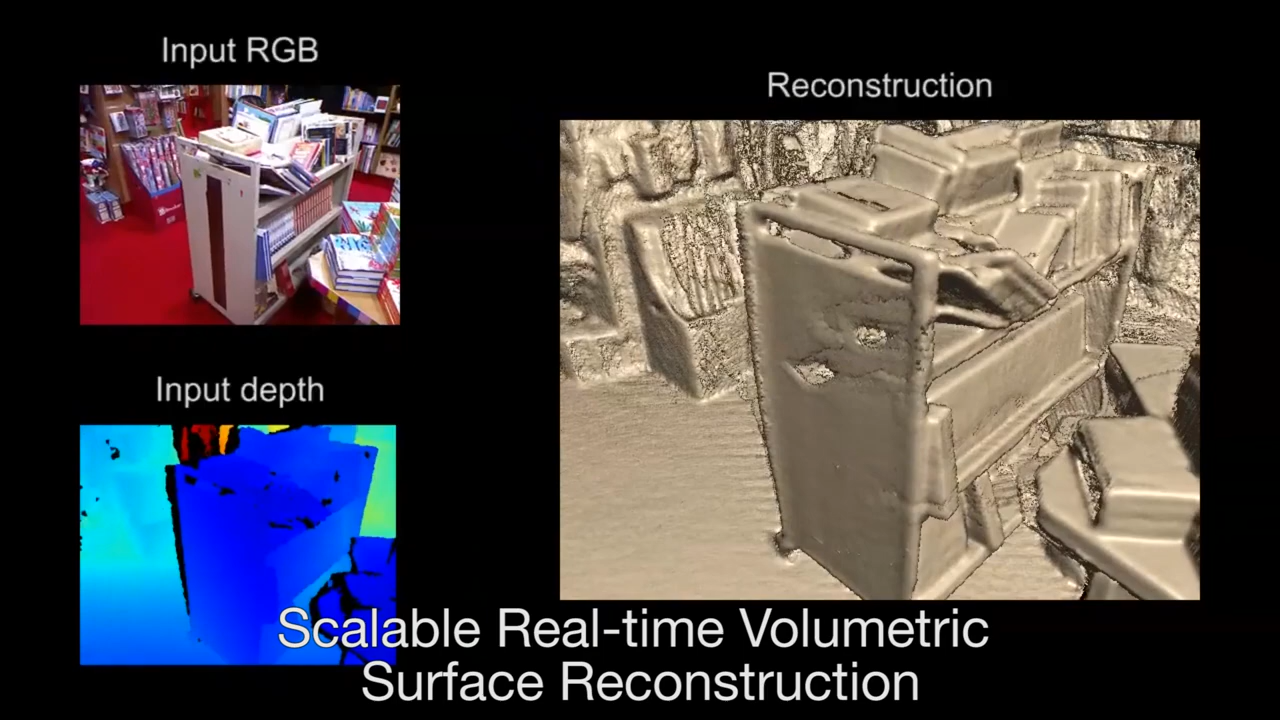 Input RGB
Reconstruction
Input depth
Scalable Real-time Volumetric
Surface Reconstruction